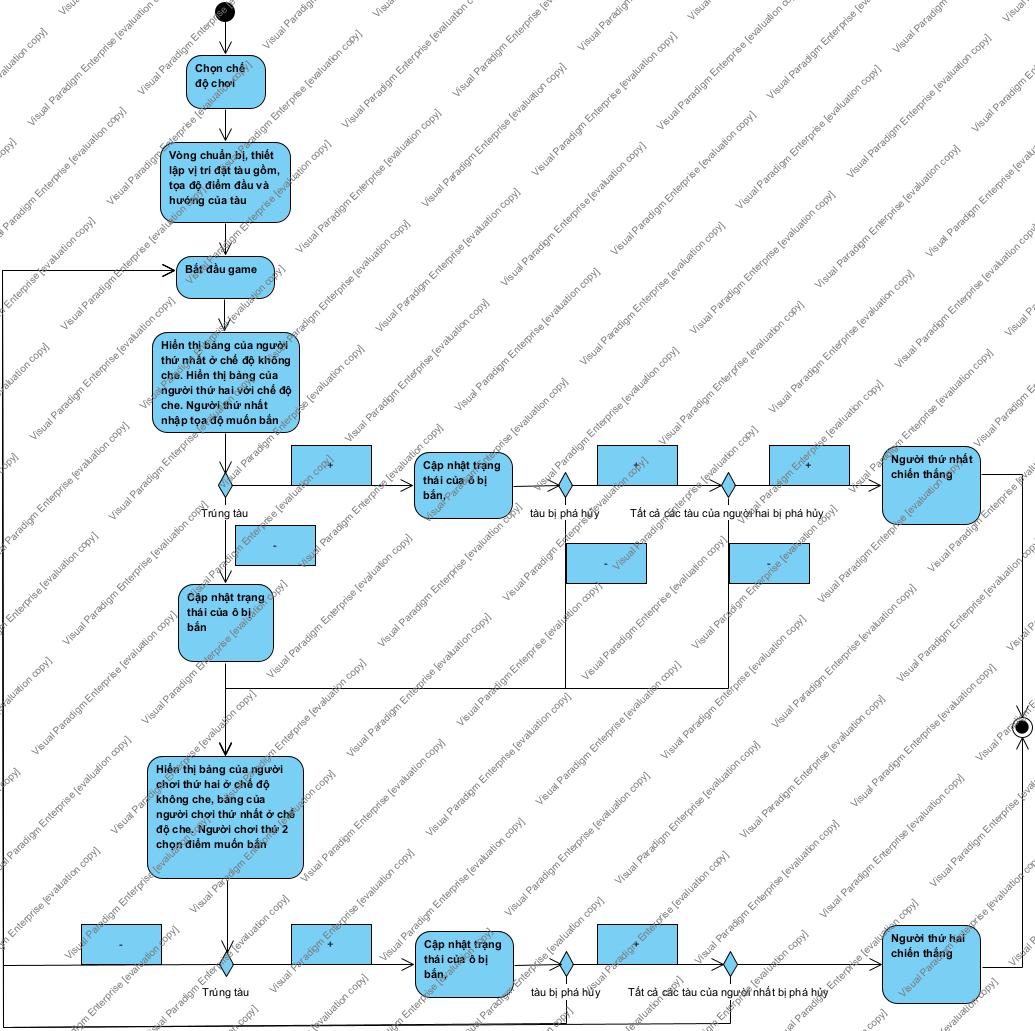 Chọn chế
độ chơi
Vòng chuẩn bị, thiết
lập vị trí đặt tàu gồm,
tọa độ điểm đầu và
hướng của tàu
Bắt đầu game
Hiển thị bảng của người
thứ nhất ở chế độ không
che. Hiển thị bảng của
người thứ hai với chế độ
che. Người thứ nhất
nhập tọa độ muốn bắn
+
Trúng tàu
Cập nhật trạng
thái của ô bị
bắn,
+
tàu bị phá hủy
+
Tất cả các tàu của người hai bị phá hủy
Người thứ nhất
chiến thắng
-
-
-
Cập nhật trạng
thái của ô bị
bắn
Hiển thị bảng của người
chơi thứ hai ở chế độ
không che, bảng của
người chơi thứ nhất ở chế
độ che. Người chơi thứ 2
chọn điểm muốn bắn
-
+
Trúng tàu
Cập nhật trạng
thái của ô bị
bắn,
+
tàu bị phá hủy
Tất cả các tàu của người nhất bị phá hủy
Người thứ hai
chiến thắng
Visual Paradigm Enterprise [evaluation copy]